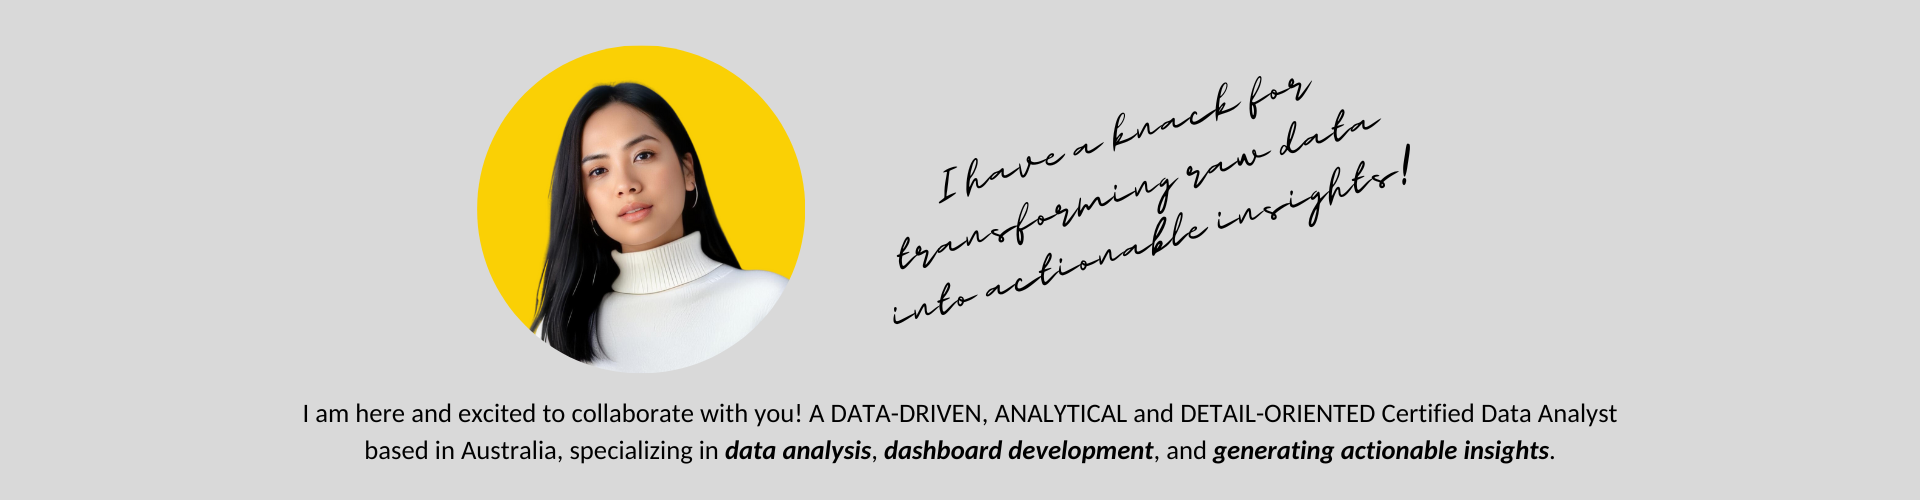 I have a knack for
transforming raw data
into actionable insights!
I am here and excited to collaborate with you! A DATA-DRIVEN, ANALYTICAL and DETAIL-ORIENTED Certified Data Analyst
based in Australia, specializing in data analysis, dashboard development, and generating actionable insights.